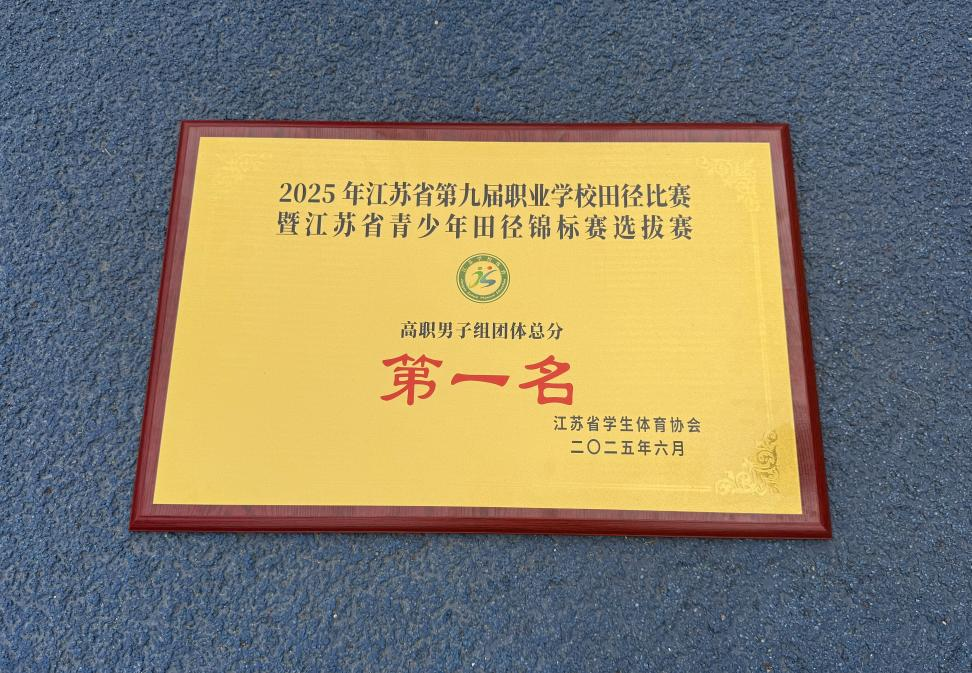 2025年江苏省第九届职业学校田径比赛
暨江苏省青少年田径锦标赛选拔赛
高职男子组团体总分
第一名
江苏省学生体育协会
二〇二五年六月